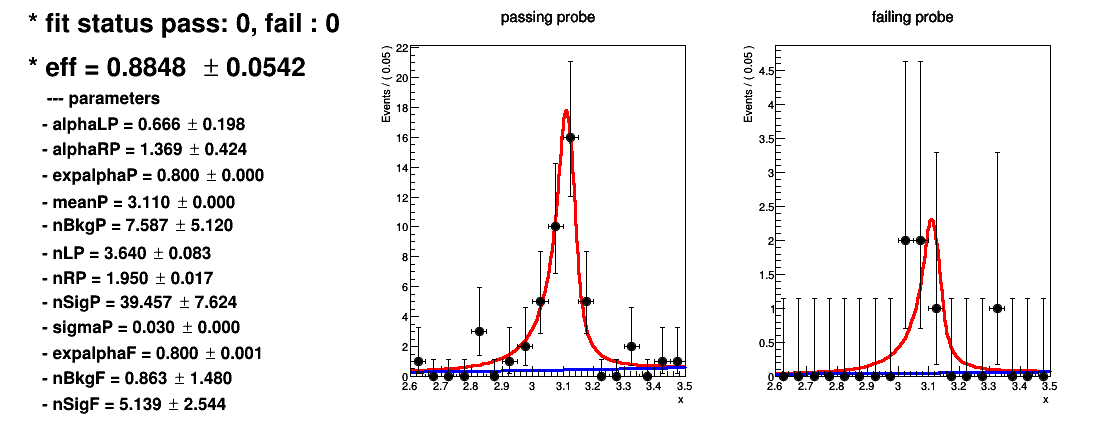 * fit status pass: 0, fail : 0
* eff = 0.8848 ± 0.0542
--- parameters
- alphaLP = 0.666 ± 0.198
- alphaRP = 1.369 ± 0.424
- expalphaP = 0.800 ± 0.000
- meanP = 3.110 ± 0.000
- nBkgP = 7.587 ± 5.120
- nLP = 3.640 ± 0.083
- nRP = 1.950 ± 0.017
- nSigP = 39.457 ± 7.624
- sigmaP = 0.030 ± 0.000
- expalphaF = 0.800 ± 0.001
- nBkgF = 0.863 ± 1.480
- nSigF = 5.139 ± 2.544
passing probe
Events / ( 0.05 )
22
20
18
16
14
12
10
8
6
4
2
0
2.6 2.7 2.8 2.9 3 3.1 3.2 3.3 3.4 3.5
x
failing probe
Events / ( 0.05 )
4.5
4
3.5
3
2.5
2
1.5
1
0.5
0
2.6 2.7 2.8 2.9 3 3.1 3.2 3.3 3.4 3.5
x